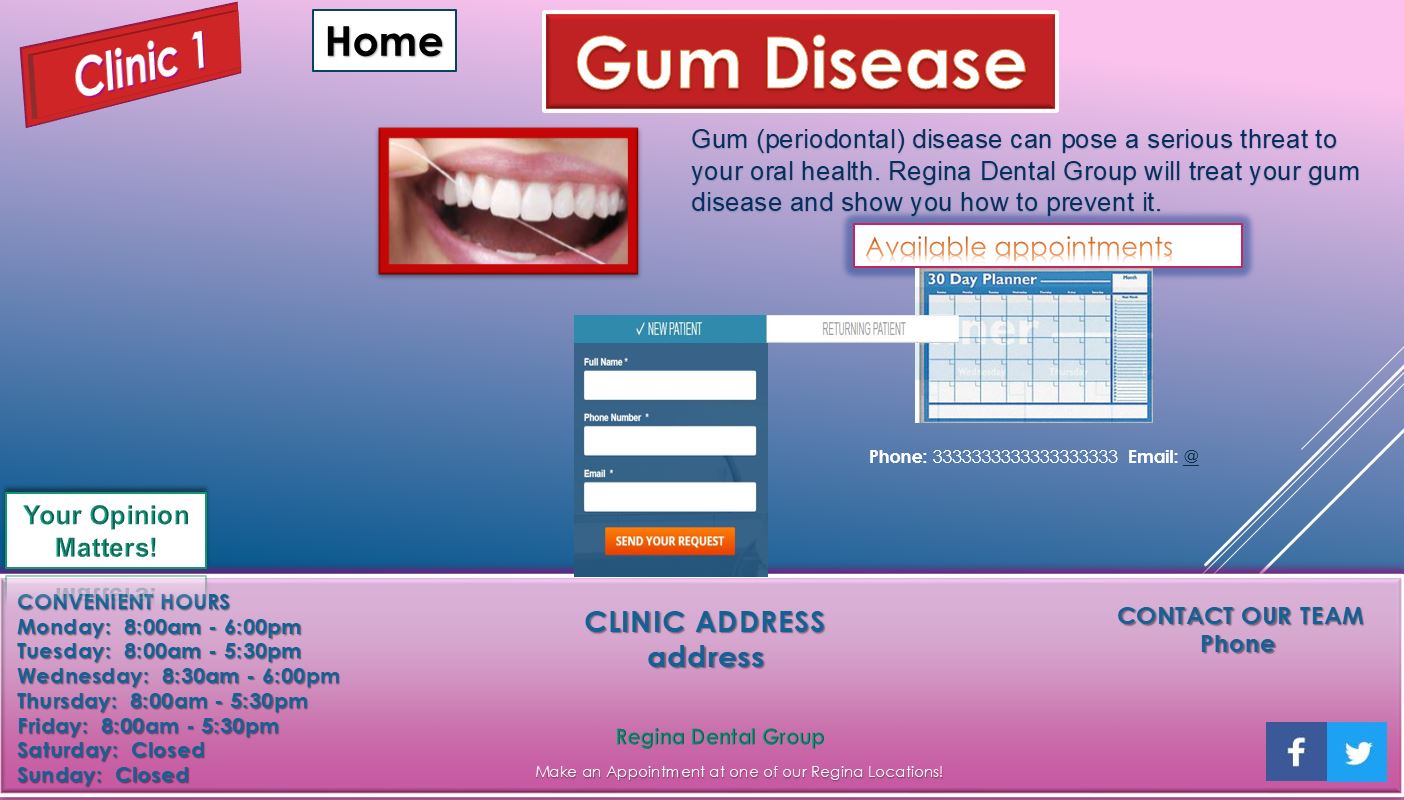 Clinic 1
Home
Gum Disease
Gum (periodontal) disease can pose a serious threat to
your oral health. Regina Dental Group will treat your gum
disease and show you how to prevent it.
Available appointments
30 Day Planner
Month
✓ NEW PATIENT
RETURNING PATIENT
Full Name *
Phone Number *
Email *
SEND YOUR REQUEST
Wednesday Thursday
Phone: 3333333333333333333 Email: @
Your Opinion
Matters!
CONVENIENT HOURS
Monday: 8:00am - 6:00pm
Tuesday: 8:00am - 5:30pm
Wednesday: 8:30am - 6:00pm
Thursday: 8:00am - 5:30pm
Friday: 8:00am - 5:30pm
Saturday: Closed
Sunday: Closed
CLINIC ADDRESS
address
Regina Dental Group
Make an Appointment at one of our Regina Locations!
CONTACT OUR TEAM
Phone